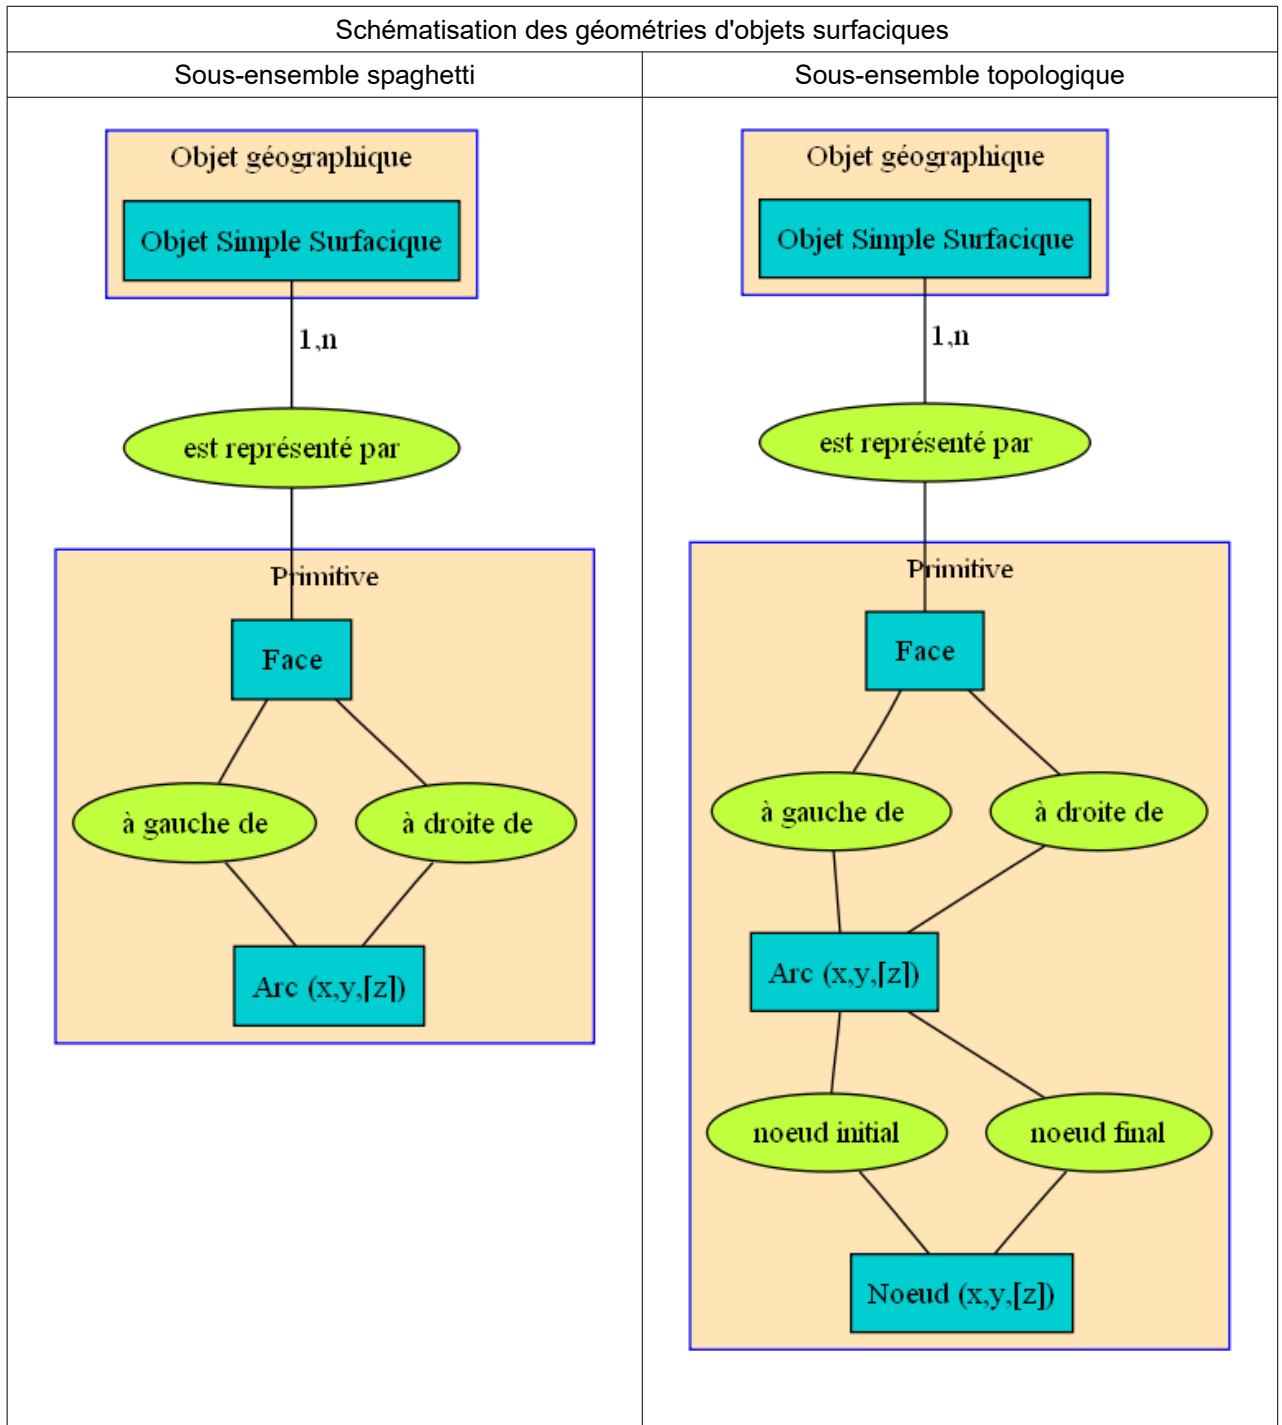 Schématisation des géométries d'objets surfaciques
Sous-ensemble spaghetti
Objet géographique
Objet Simple Surfacique
1,n
est représenté par
Primitive
Face
à gauche de
à droite de
Arc (x,y,[z])
Sous-ensemble topologique
Objet géographique
Objet Simple Surfacique
1,n
est représenté par
Primitive
Face
à gauche de
à droite de
Arc (x,y,[z])
noeud initial
noeud final
Noeud (x,y,[z])